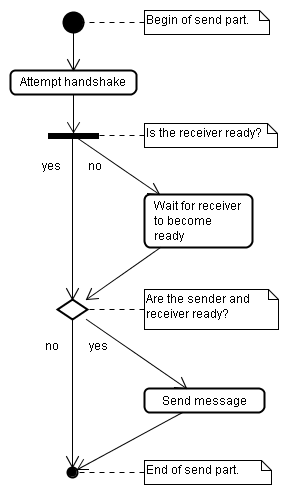 Begin of send part.
Attempt handshake
Is the receiver ready?
yes
no
Wait for receiver
to become
ready
Are the sender and
receiver ready?
no
yes
Send message
End of send part.